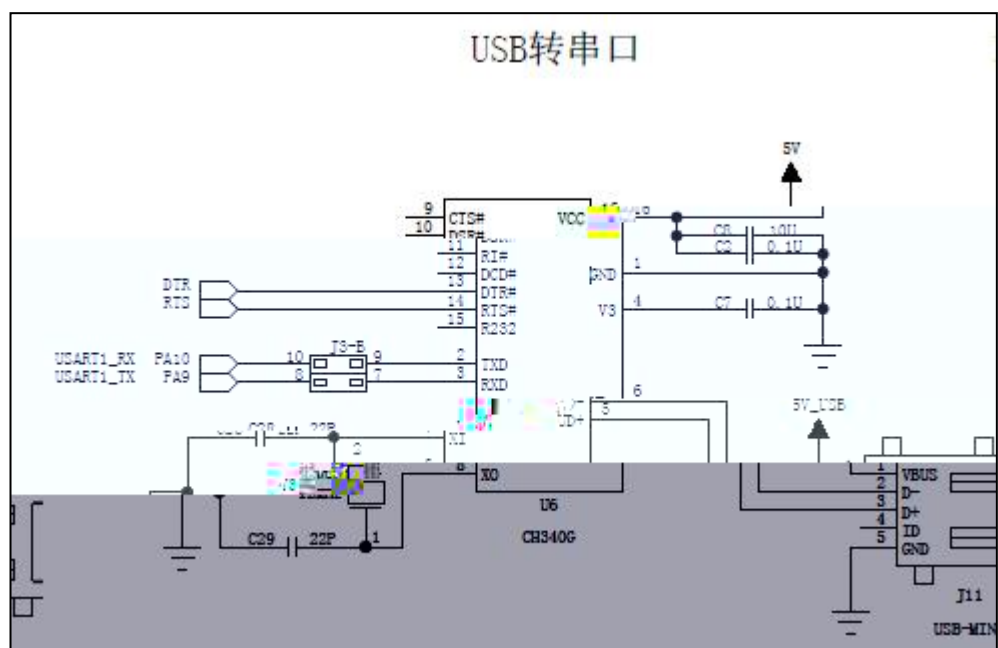 USB转串口
5V
9 CTS# VCC
10
C2 0.1U
11 RI#
12 DCD# GND 1
DTR 13 DTR#
RTS 14 RTS# V3 4 C7 0.1U
15 R232
J3-B
USART1_RX PA10 10 9 2 TXD
USART1_TX PA9 8 7 3 RXD
6
UD+ 5 5V_USB
22P XI
2
8 XO
1 VBUS
2 D-
3 D+
4 ID
5 GND
U6
CH340G
C29 22P 1
J11
USB-MIN